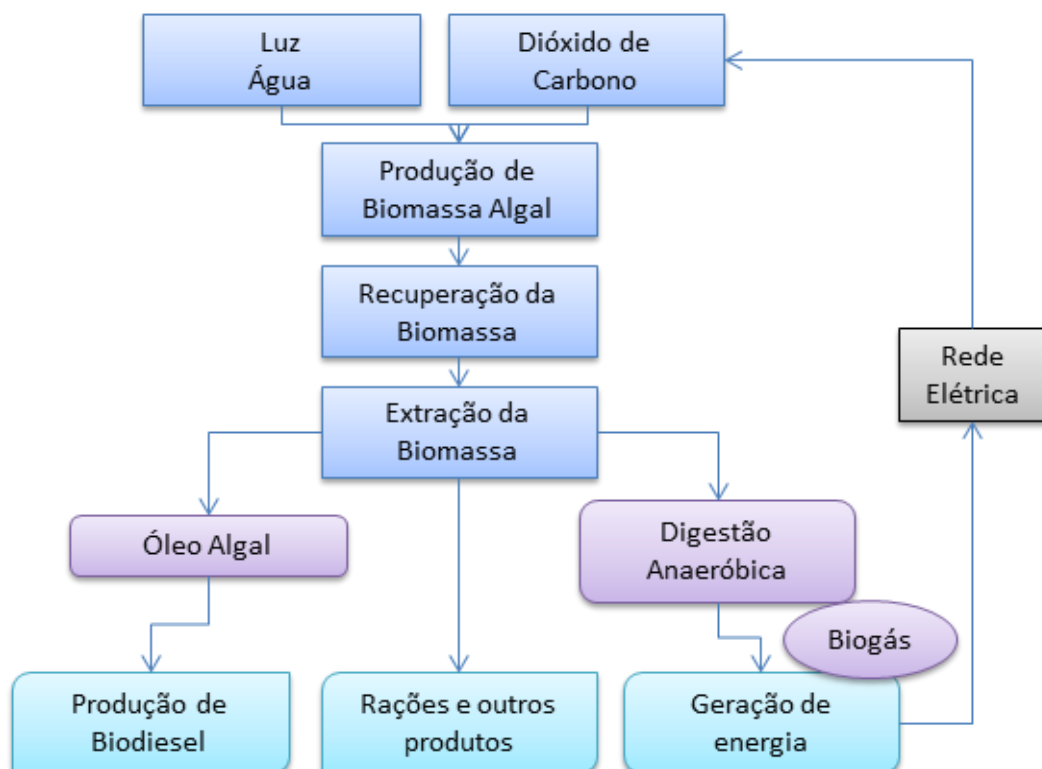 Luz
Água
Dióxido de
Carbono
Produção de
Biomassa Algal
Recuperação da
Biomassa
Rede
Elétrica
Extração da
Biomassa
Óleo Algal
Digestão
Anaeróbica
Biogás
Produção de
Biodiesel
Rações e outros
produtos
Geração de
energia